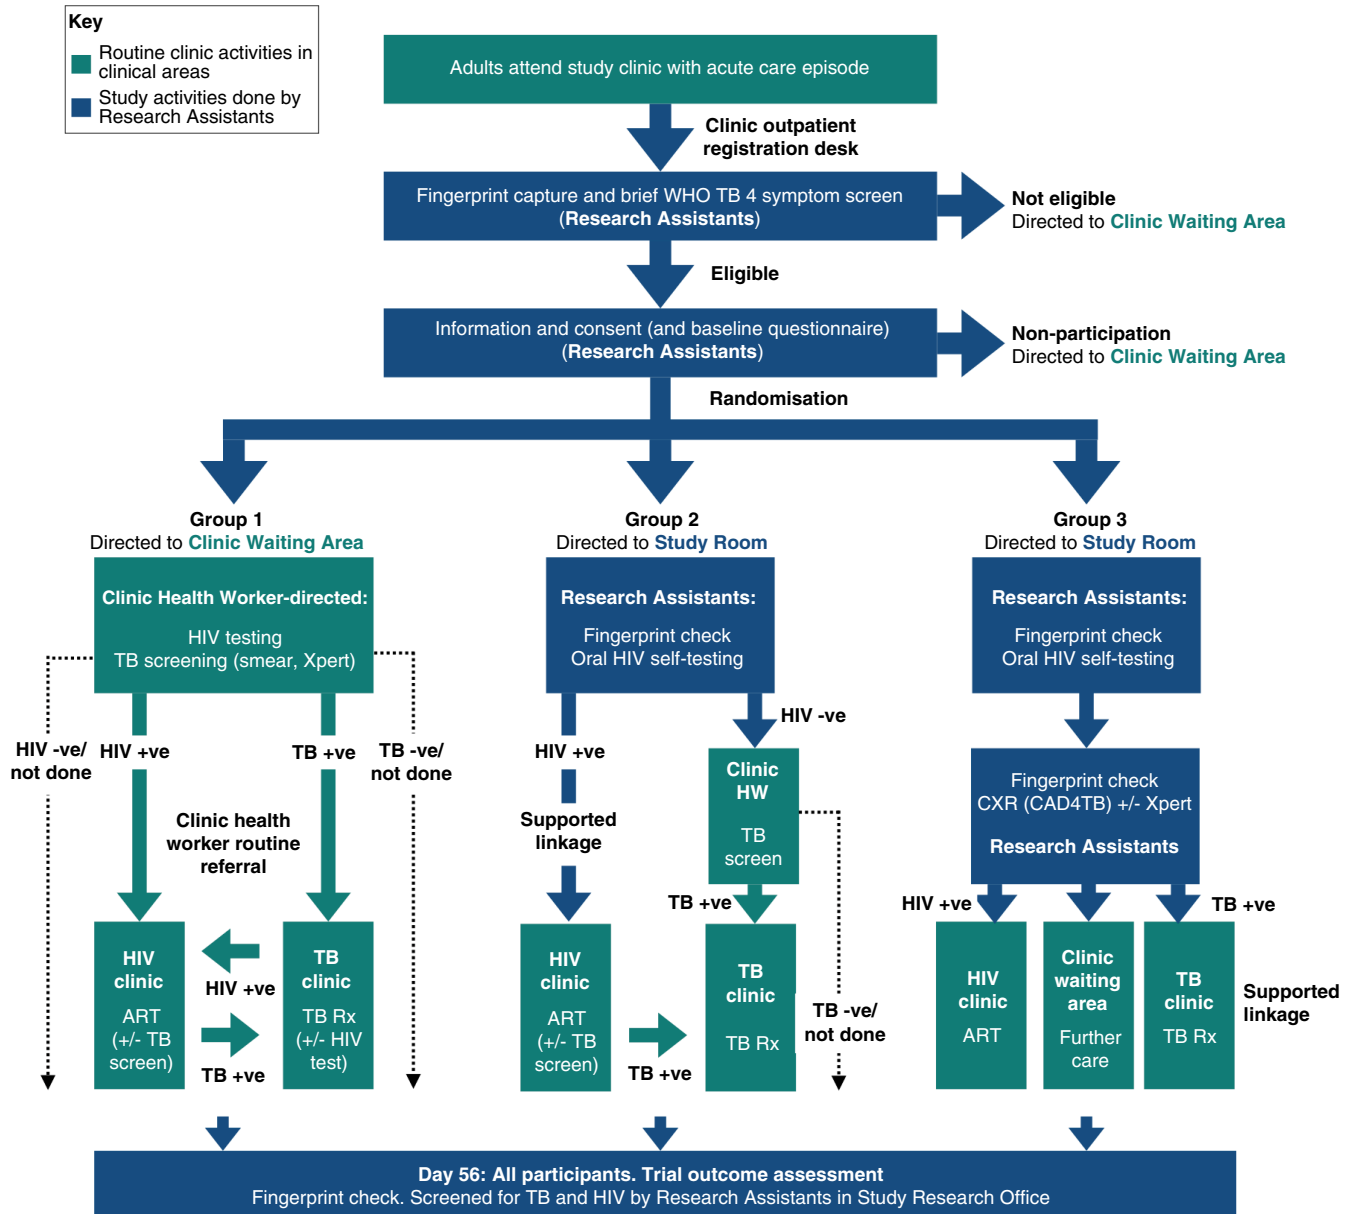 Key
Routine clinic activities in
clinical areas
Study activities done by
Research Assistants
Adults attend study clinic with acute care episode
Clinic outpatient
registration desk
Fingerprint capture and brief WHO TB 4 symptom screen
(Research Assistants)
Not eligible
Directed to Clinic Waiting Area
Eligible
Information and consent (and baseline questionnaire)
(Research Assistants)
Non-participation
Directed to Clinic Waiting Area
Randomisation
Group 1
Directed to Clinic Waiting Area
Clinic Health Worker-directed:
HIV testing
TB screening (smear, Xpert)
HIV -ve/
not done
HIV +ve
TB +ve
TB -ve/
not done
Clinic health
worker routine
referral
HIV
clinic
ART
(+/- TB
screen)
HIV +ve
TB +ve
TB
clinic
TB Rx
(+/- HIV
test)
Group 2
Directed to Study Room
Research Assistants:
Fingerprint check
Oral HIV self-testing
HIV +ve
Supported
linkage
HIV -ve
Clinic
HW
TB
screen
TB +ve
HIV
clinic
ART
(+/- TB
screen)
TB +ve
TB
clinic
TB Rx
TB -ve/
not done
Group 3
Directed to Study Room
Research Assistants:
Fingerprint check
Oral HIV self-testing
Fingerprint check
CXR (CAD4TB) +/- Xpert
Research Assistants
HIV +ve
TB +ve
HIV
clinic
ART
Clinic
waiting
area
Further
care
TB
clinic
TB Rx
Supported
linkage
Day 56: All participants. Trial outcome assessment
Fingerprint check. Screened for TB and HIV by Research Assistants in Study Research Office